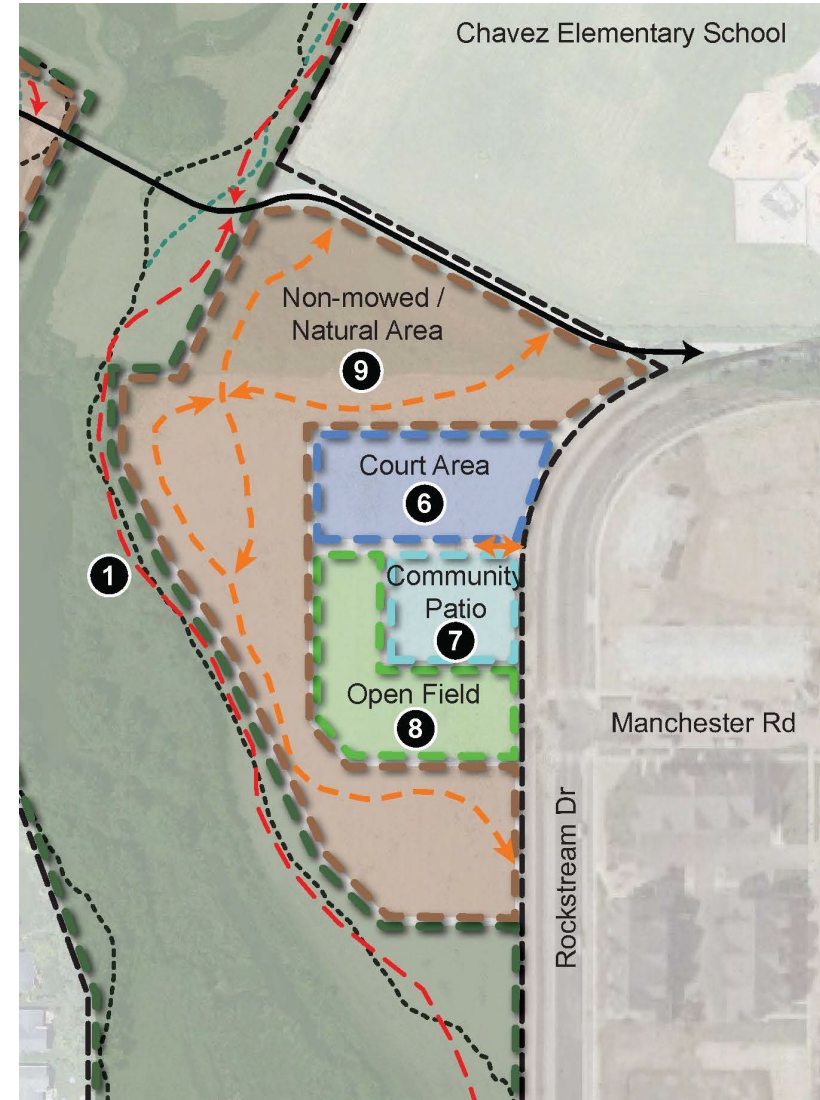 Chavez Elementary School
Non-mowed /
Natural Area
9
Court Area
6
1
Community
Patio
7
Open Field
8
Manchester Rd
Rockstream Dr